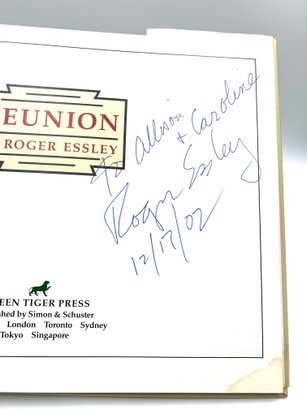 EUNION
ROGER ESSLEY
To Allison
+ Caroline
Roger Essley
12/17/02
EEN TIGER PRESS
shed by Simon & Schuster
London Toronto Sydney
Tokyo Singapore